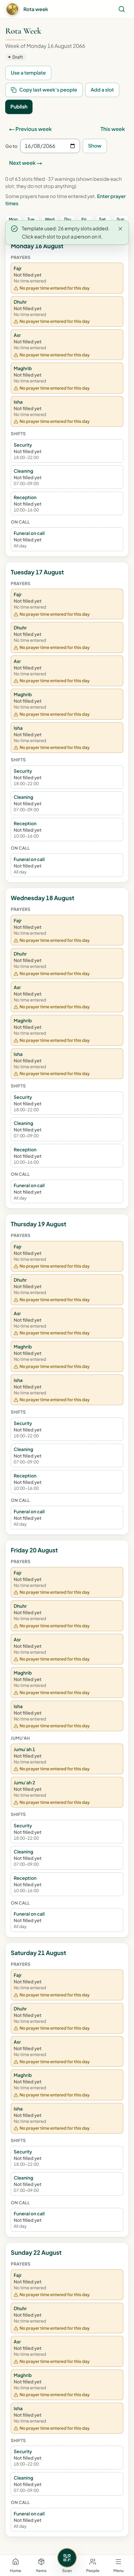 Rota week
Rota Week
Week of Monday 16 August 2066
Draft
Use a template
Copy last week's people
Add a slot
Publish
← Previous week
This week
Go to
16/08/2066
Show
Next week →
0 of 63 slots filled · 37 warnings (shown beside each
slot; they do not stop anything)
Some prayers have no time entered yet. Enter prayer
times
Mon Tue Wed Thu Fri Sat Sun
Template used: 26 empty slots added.
Click each slot to put a person on it.
Monday 16 August
PRAYERS
Fajr
Not filled yet
No time entered
No prayer time entered for this day
Dhuhr
Not filled yet
No time entered
No prayer time entered for this day
Asr
Not filled yet
No time entered
No prayer time entered for this day
Maghrib
Not filled yet
No time entered
No prayer time entered for this day
Isha
Not filled yet
No time entered
No prayer time entered for this day
SHIFTS
Security
Not filled yet
18:00–22:00
Cleaning
Not filled yet
07:00–09:00
Reception
Not filled yet
10:00–16:00
ON CALL
Funeral on call
Not filled yet
All day
Tuesday 17 August
PRAYERS
Fajr
Not filled yet
No time entered
No prayer time entered for this day
Dhuhr
Not filled yet
No time entered
No prayer time entered for this day
Asr
Not filled yet
No time entered
No prayer time entered for this day
Maghrib
Not filled yet
No time entered
No prayer time entered for this day
Isha
Not filled yet
No time entered
No prayer time entered for this day
SHIFTS
Security
Not filled yet
18:00–22:00
Cleaning
Not filled yet
07:00–09:00
Reception
Not filled yet
10:00–16:00
ON CALL
Funeral on call
Not filled yet
All day
Wednesday 18 August
PRAYERS
Fajr
Not filled yet
No time entered
No prayer time entered for this day
Dhuhr
Not filled yet
No time entered
No prayer time entered for this day
Asr
Not filled yet
No time entered
No prayer time entered for this day
Maghrib
Not filled yet
No time entered
No prayer time entered for this day
Isha
Not filled yet
No time entered
No prayer time entered for this day
SHIFTS
Security
Not filled yet
18:00–22:00
Cleaning
Not filled yet
07:00–09:00
Reception
Not filled yet
10:00–16:00
ON CALL
Funeral on call
Not filled yet
All day
Thursday 19 August
PRAYERS
Fajr
Not filled yet
No time entered
No prayer time entered for this day
Dhuhr
Not filled yet
No time entered
No prayer time entered for this day
Asr
Not filled yet
No time entered
No prayer time entered for this day
Maghrib
Not filled yet
No time entered
No prayer time entered for this day
Isha
Not filled yet
No time entered
No prayer time entered for this day
SHIFTS
Security
Not filled yet
18:00–22:00
Cleaning
Not filled yet
07:00–09:00
Reception
Not filled yet
10:00–16:00
ON CALL
Funeral on call
Not filled yet
All day
Friday 20 August
PRAYERS
Fajr
Not filled yet
No time entered
No prayer time entered for this day
Dhuhr
Not filled yet
No time entered
No prayer time entered for this day
Asr
Not filled yet
No time entered
No prayer time entered for this day
Maghrib
Not filled yet
No time entered
No prayer time entered for this day
Isha
Not filled yet
No time entered
No prayer time entered for this day
JUMU'AH
Jumu'ah 1
Not filled yet
No time entered
No prayer time entered for this day
Jumu'ah 2
Not filled yet
No time entered
No prayer time entered for this day
SHIFTS
Security
Not filled yet
18:00–22:00
Cleaning
Not filled yet
07:00–09:00
Reception
Not filled yet
10:00–16:00
ON CALL
Funeral on call
Not filled yet
All day
Saturday 21 August
PRAYERS
Fajr
Not filled yet
No time entered
No prayer time entered for this day
Dhuhr
Not filled yet
No time entered
No prayer time entered for this day
Asr
Not filled yet
No time entered
No prayer time entered for this day
Maghrib
Not filled yet
No time entered
No prayer time entered for this day
Isha
Not filled yet
No time entered
No prayer time entered for this day
SHIFTS
Security
Not filled yet
18:00–22:00
Cleaning
Not filled yet
07:00–09:00
ON CALL
Funeral on call
Not filled yet
All day
Sunday 22 August
PRAYERS
Fajr
Not filled yet
No time entered
No prayer time entered for this day
Dhuhr
Not filled yet
No time entered
No prayer time entered for this day
Asr
Not filled yet
No time entered
No prayer time entered for this day
Maghrib
Not filled yet
No time entered
No prayer time entered for this day
Isha
Not filled yet
No time entered
No prayer time entered for this day
SHIFTS
Security
Not filled yet
18:00–22:00
Cleaning
Not filled yet
07:00–09:00
ON CALL
Funeral on call
Not filled yet
All day
Home
Items
Scan
People
Menu